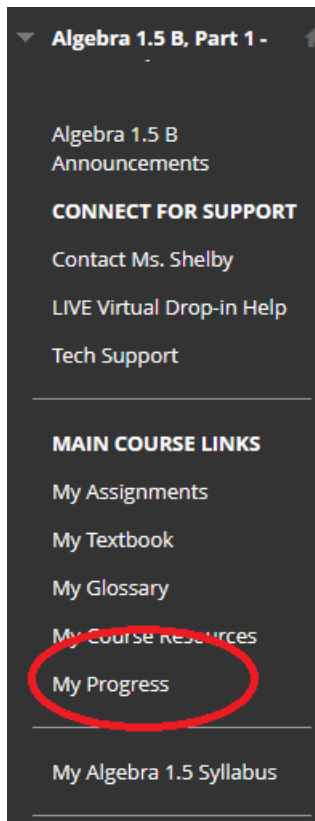 Algebra 1.5 B, Part 1 -
Algebra 1.5 B
Announcements
CONNECT FOR SUPPORT
Contact Ms. Shelby
LIVE Virtual Drop-in Help
Tech Support
MAIN COURSE LINKS
My Assignments
My Textbook
My Glossary
My Course Resources
My Progress
My Algebra 1.5 Syllabus